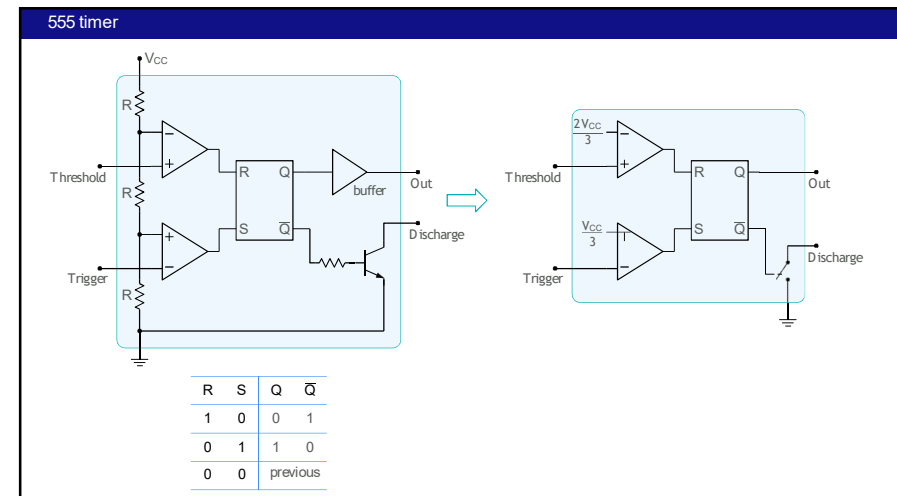 555 timer
VCC
R
−
+
Threshold
R
Q
buffer
Out
R
+
−
S
Q̅
Discharge
Trigger
R
2VCC
3
−
+
Threshold
R
Q
Out
VCC
3
−
S
Q̅
Discharge
Trigger
R S Q Q̅
1 0 0 1
0 1 1 0
0 0 previous